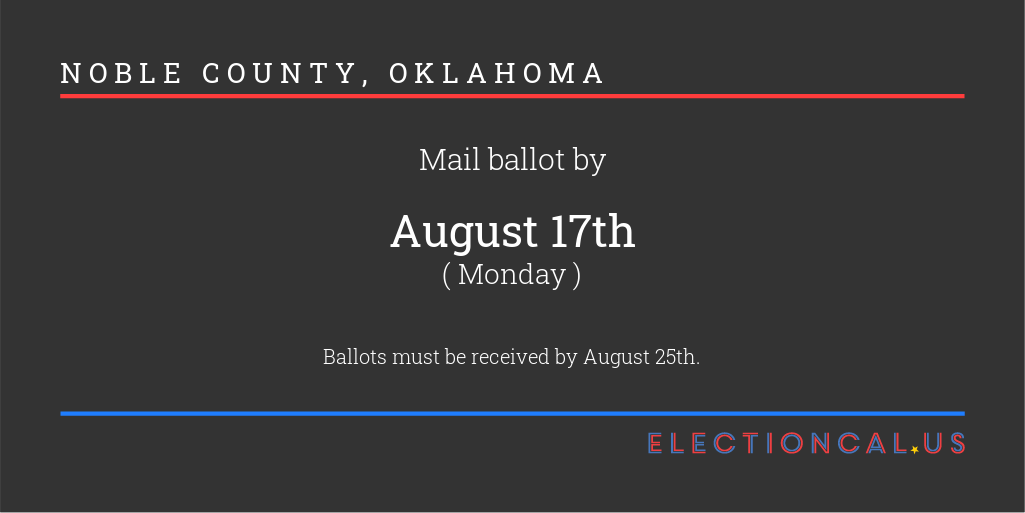 NOBLE COUNTY, OKLAHOMA
Mail ballot by
August 17th
( Monday )
Ballots must be received by August 25th.
ELECTIONCAL.US